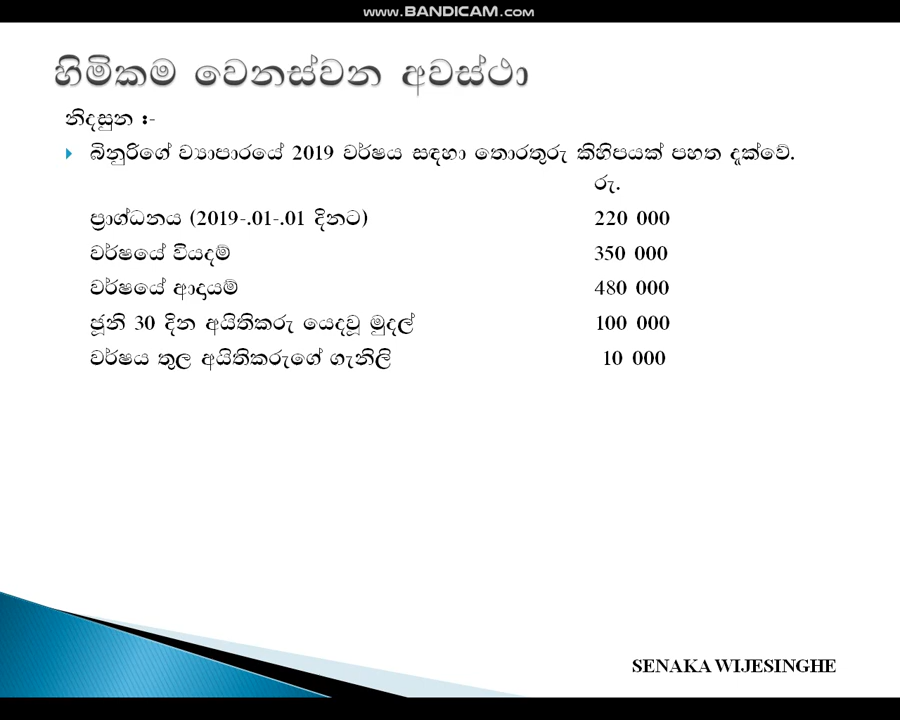 www.BANDICAM.com
හිමිකම වෙනස්වන අවස්ථා
නිදසුන :-
බිනුරිගේ ව්‍යාපාරයේ 2019 වර්ෂය සඳහා තොරතුරු කිහිපයක් පහත දැක්වේ.
රු.
ප්‍රාග්ධනය (2019-.01-.01 දිනට) 220 000
වර්ෂයේ වියදම් 350 000
වර්ෂයේ ආදායම් 480 000
ජූනි 30 දින අයිතිකරු යෙදවූ මුදල් 100 000
වර්ෂය තුල අයිතිකරුගේ ගැනිලි 10 000
SENAKA WIJESINGHE